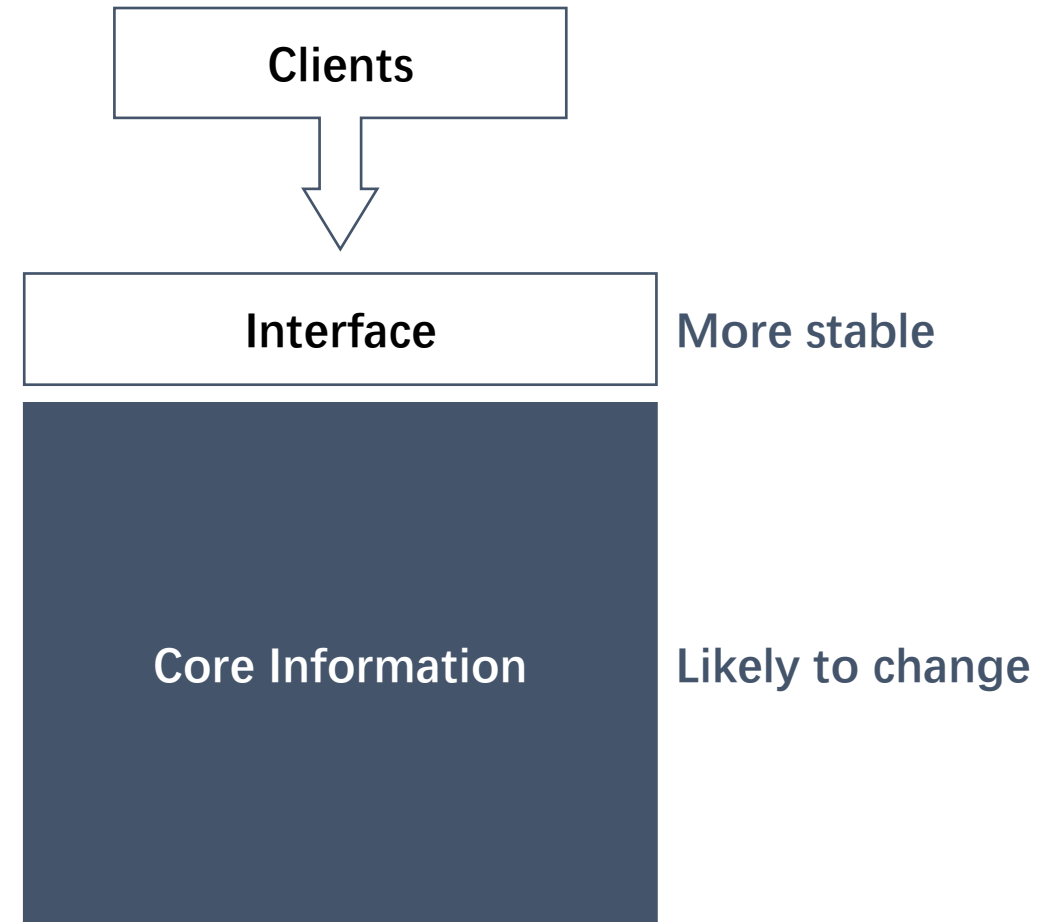 Clients
Interface
More stable
Core Information
Likely to change